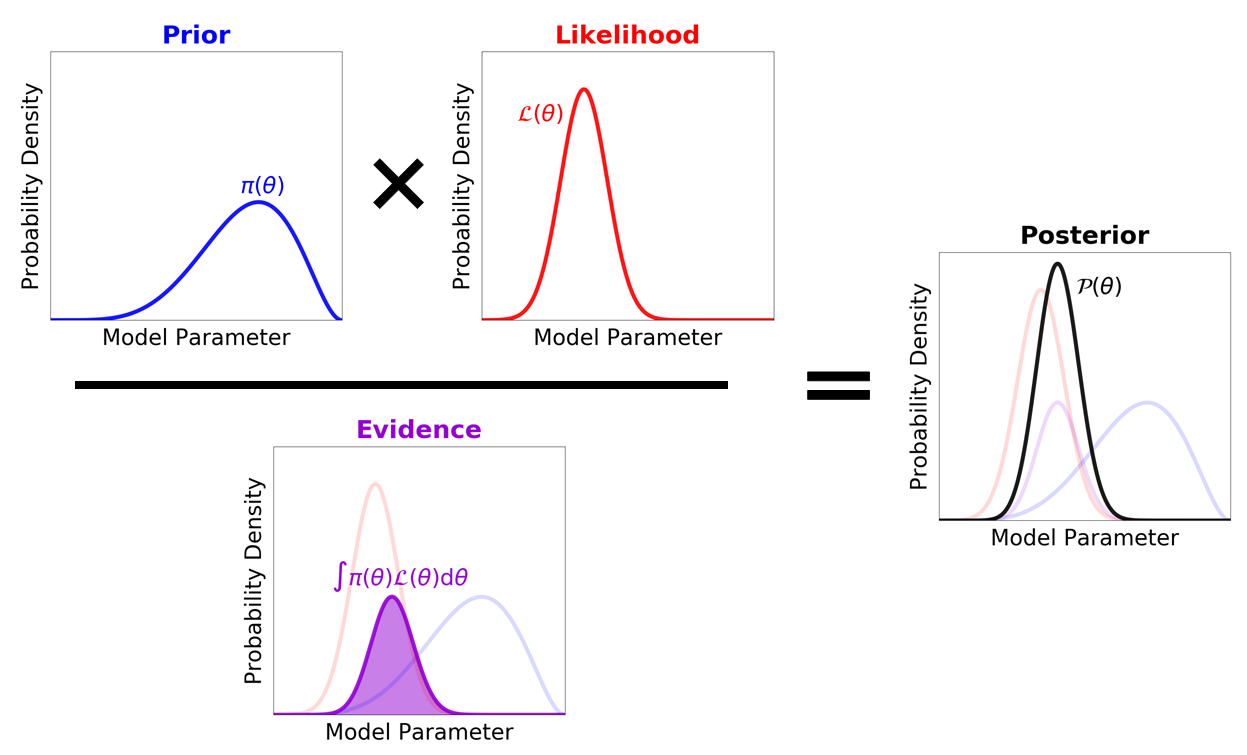 Prior
Probability Density
π(θ)
Model Parameter
×
Likelihood
Probability Density
ℒ(θ)
Model Parameter
Evidence
Probability Density
∫π(θ)ℒ(θ)dθ
Model Parameter
=
Posterior
Probability Density
𝒫(θ)
Model Parameter